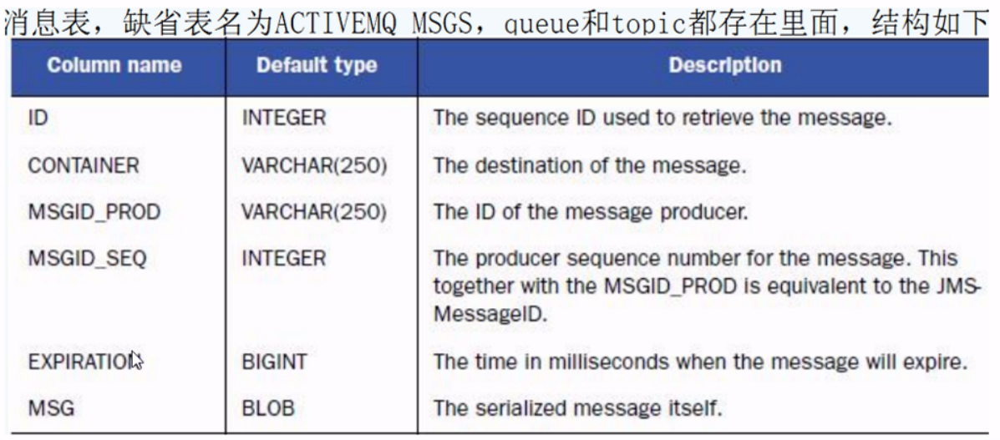 消息表，缺省表名为ACTIVEMQ_MSGS，queue和topic都存在里面，结构如下
Column name Default type Description
ID INTEGER The sequence ID used to retrieve the message.
CONTAINER VARCHAR(250) The destination of the message.
MSGID_PROD VARCHAR(250) The ID of the message producer.
MSGID_SEQ INTEGER The producer sequence number for the message. This
together with the MSGID_PROD is equivalent to the JMS-
MessageID.
EXPIRATION BIGINT The time in milliseconds when the message will expire.
MSG BLOB The serialized message itself.